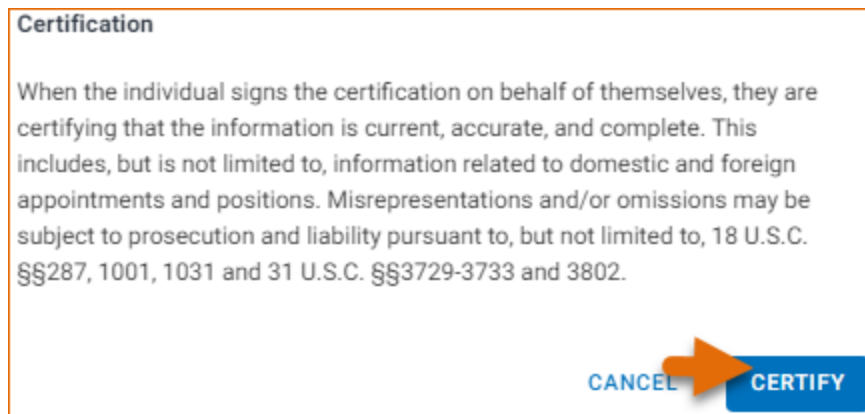 Certification
When the individual signs the certification on behalf of themselves, they are
certifying that the information is current, accurate, and complete. This
includes, but is not limited to, information related to domestic and foreign
appointments and positions. Misrepresentations and/or omissions may be
subject to prosecution and liability pursuant to, but not limited to, 18 U.S.C.
§§287, 1001, 1031 and 31 U.S.C. §§3729-3733 and 3802.
CANCEL CERTIFY